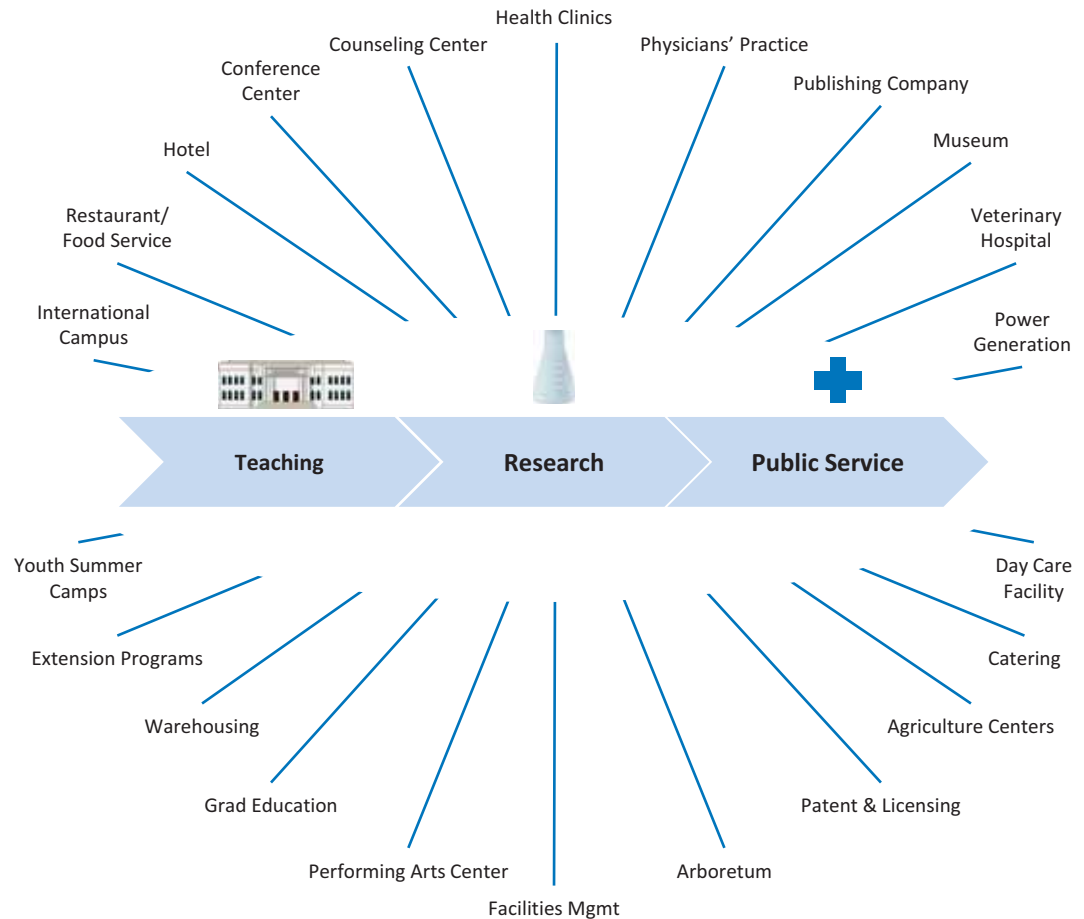 Health Clinics
Counseling Center
Physicians’ Practice
Conference
Center
Publishing Company
Hotel
Museum
Restaurant/
Food Service
Veterinary
Hospital
International
Campus
Power
Generation
Teaching
Research
Public Service
Youth Summer
Camps
Day Care
Facility
Extension Programs
Catering
Warehousing
Agriculture Centers
Grad Education
Patent & Licensing
Performing Arts Center
Arboretum
Facilities Mgmt